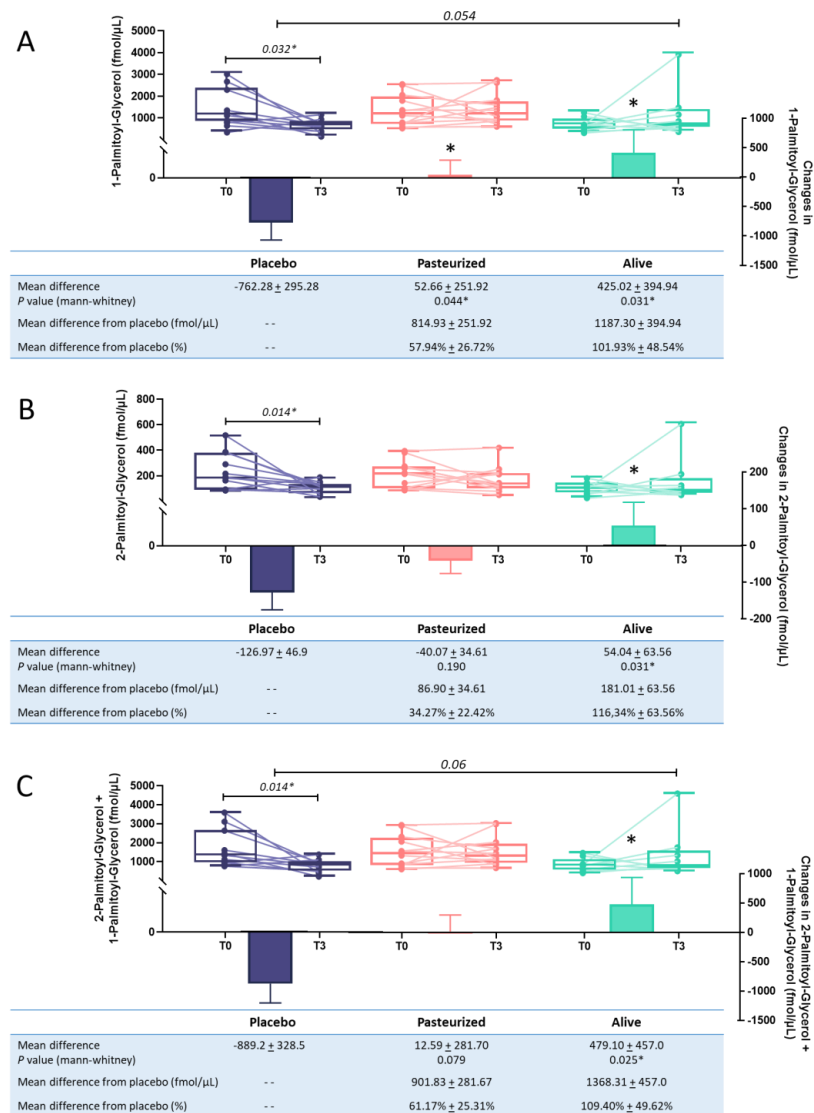 A
0.054
0.032*
1-Palmitoyl-Glycerol (fmol/µL)
5000
4000
3000
2000
1000
0
*
*
T0 T3 T0 T3 T0 T3
1000
500
0
-500
-1000
-1500
Changes in
1-Palmitoyl-Glycerol (fmol/µL)
Placebo Pasteurized Alive
Mean difference -762.28 ± 295.28 52.66 ± 251.92 425.02 ± 394.94
P value (mann-whitney) 0.044* 0.031*
Mean difference from placebo (fmol/µL) -- 814.93 ± 251.92 1187.30 ± 394.94
Mean difference from placebo (%) -- 57.94% ± 26.72% 101.93% ± 48.54%
B
0.014*
2-Palmitoyl-Glycerol (fmol/µL)
800
600
400
200
0
*
T0 T3 T0 T3 T0 T3
200
100
0
-100
-200
Changes in 2-Palmitoyl-Glycerol (fmol/µL)
Placebo Pasteurized Alive
Mean difference -126.97 ± 46.9 -40.07 ± 34.61 54.04 ± 63.56
P value (mann-whitney) 0.190 0.031*
Mean difference from placebo (fmol/µL) -- 86.90 ± 34.61 181.01 ± 63.56
Mean difference from placebo (%) -- 34.27% ± 22.42% 116,34% ± 63.56%
C
0.06
0.014*
2-Palmitoyl-Glycerol +
1-Palmitoyl-Glycerol (fmol/µL)
5000
4000
3000
2000
1000
0
*
T0 T3 T0 T3 T0 T3
1000
500
0
-500
-1000
-1500
Changes in 2-Palmitoyl-Glycerol +
1-Palmitoyl-Glycerol (fmol/µL)
Placebo Pasteurized Alive
Mean difference -889.2 ± 328.5 12.59 ± 281.70 479.10 ± 457.0
P value (mann-whitney) 0.079 0.025*
Mean difference from placebo (fmol/µL) -- 901.83 ± 281.67 1368.31 ± 457.0
Mean difference from placebo (%) -- 61.17% ± 25.31% 109.40% ± 49.62%